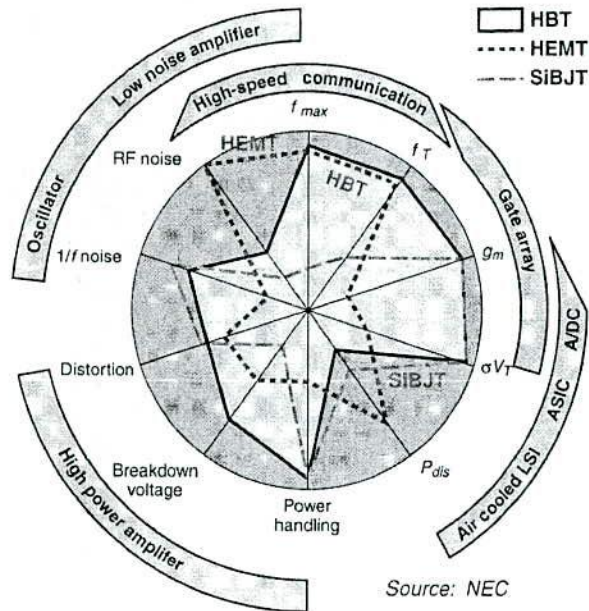 HBT
HEMT
SiBJT
Low noise amplifier
Oscillator
High-speed communication
Gate array
A/DC
ASIC
Air cooled LSI
High power amplifer
f max
f T
g m
σV T
P dis
Power
handling
Breakdown
voltage
Distortion
1/f noise
RF noise
HEMT
HBT
SiBJT
Source: NEC